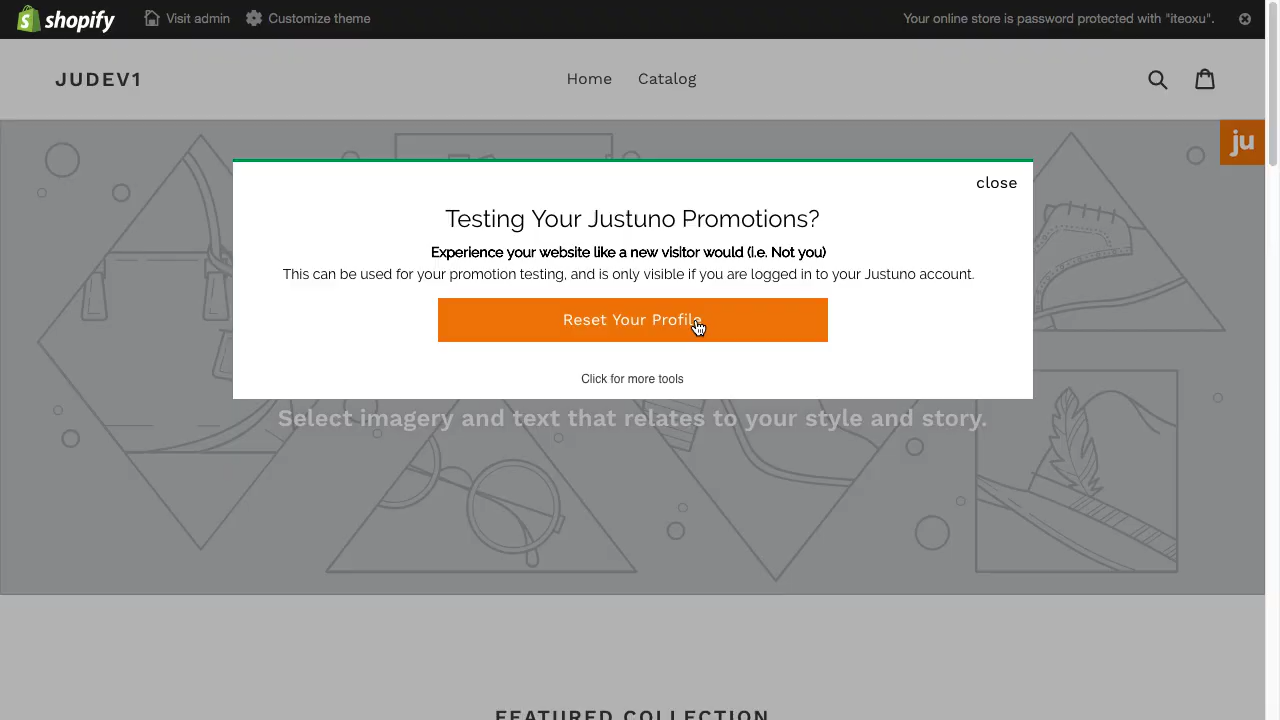 shopify
Visit admin
Customize theme
Your online store is password protected with "iteoxu".
JUDEV1
Home
Catalog
ju
close
Testing Your Justuno Promotions?
Experience your website like a new visitor would (i.e. Not you)
This can be used for your promotion testing, and is only visible if you are logged in to your Justuno account.
Reset Your Profile
Click for more tools
Select imagery and text that relates to your style and story.
FEATURED COLLECTION